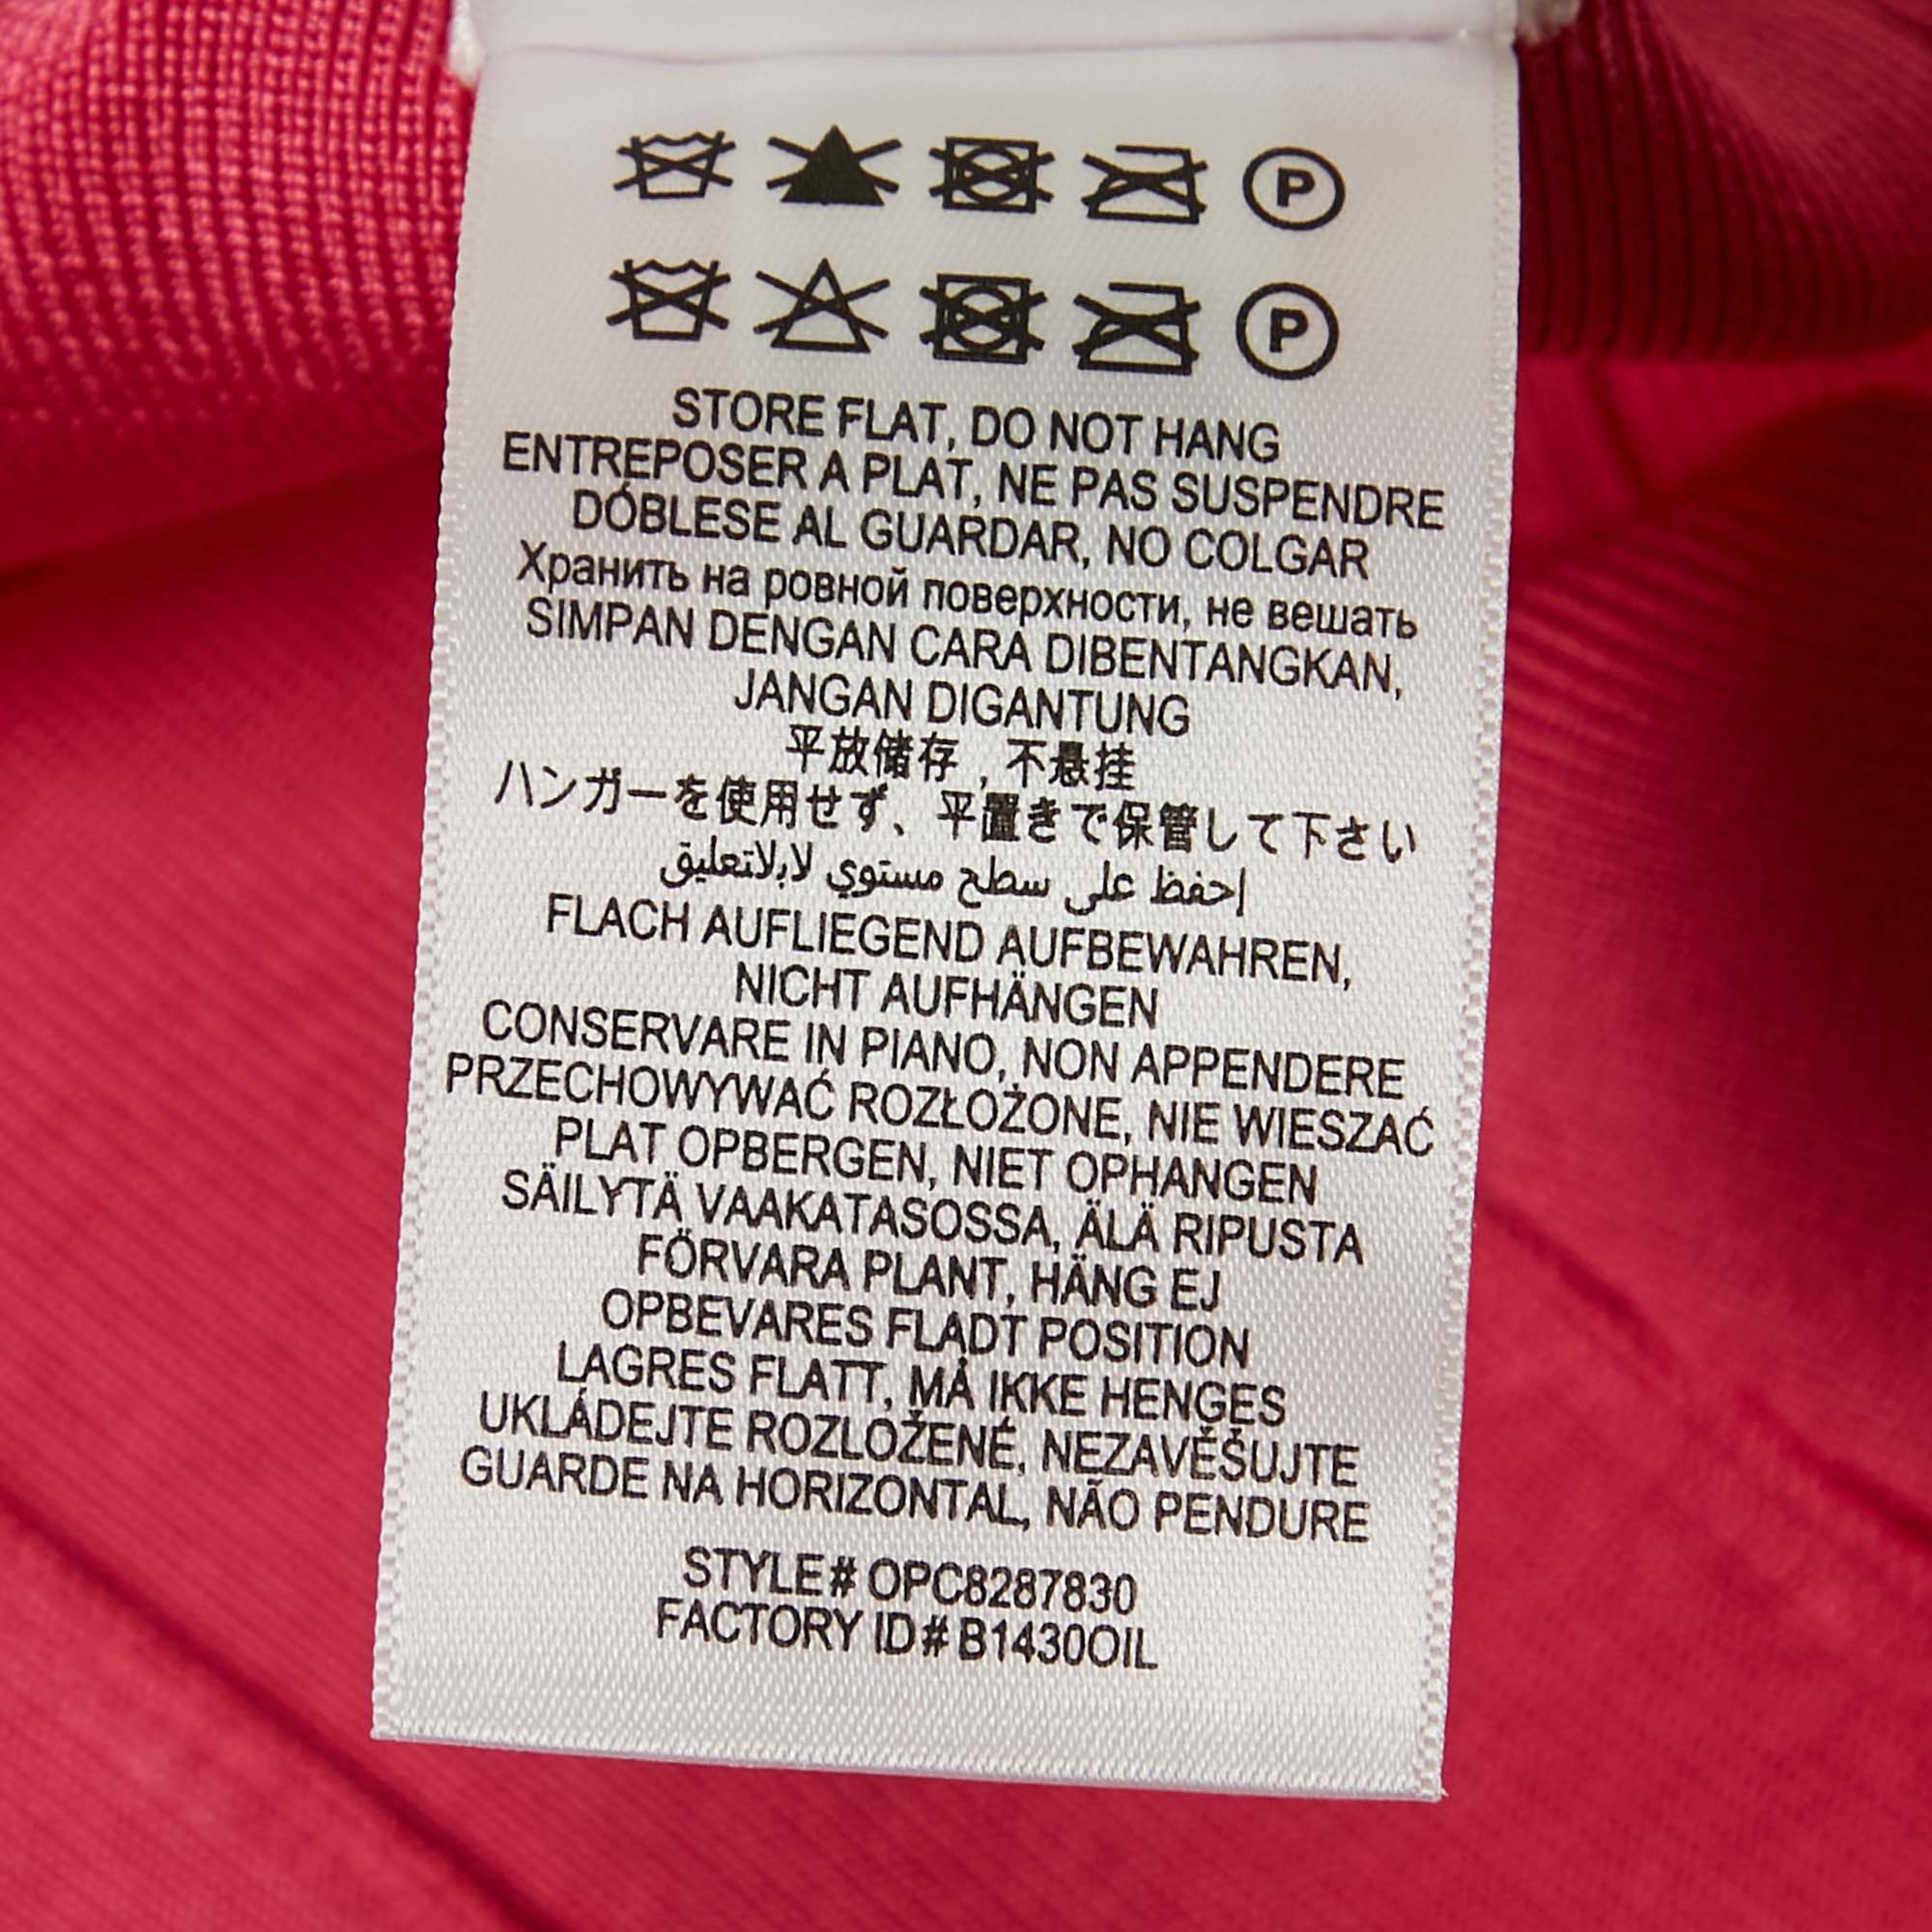 P
P
STORE FLAT, DO NOT HANG
ENTREPOSER A PLAT, NE PAS SUSPENDRE
DÓBLESE AL GUARDAR, NO COLGAR
Хранить на ровной поверхности, не вешать
SIMPAN DENGAN CARA DIBENTANGKAN,
JANGAN DIGANTUNG
平放储存，不悬挂
ハンガーを使用せず、平置きで保管して下さい
إحفظ على سطح مستوي لابلاتعليق
FLACH AUFLIEGEND AUFBEWAHREN,
NICHT AUFHÄNGEN
CONSERVARE IN PIANO, NON APPENDERE
PRZECHOWYWAĆ ROZŁOŻONE, NIE WIESZAĆ
PLAT OPBERGEN, NIET OPHANGEN
SÄILYTÄ VAAKATASOSSA, ÄLÄ RIPUSTA
FÖRVARA PLANT, HÄNG EJ
OPBEVARES FLADT POSITION
LAGRES FLATT, MÅ IKKE HENGES
UKLÁDEJTE ROZLOŽENÉ, NEZAVĚŠUJTE
GUARDE NA HORIZONTAL, NÃO PENDURE
STYLE# OPC8287830
FACTORY ID# B1430OIL